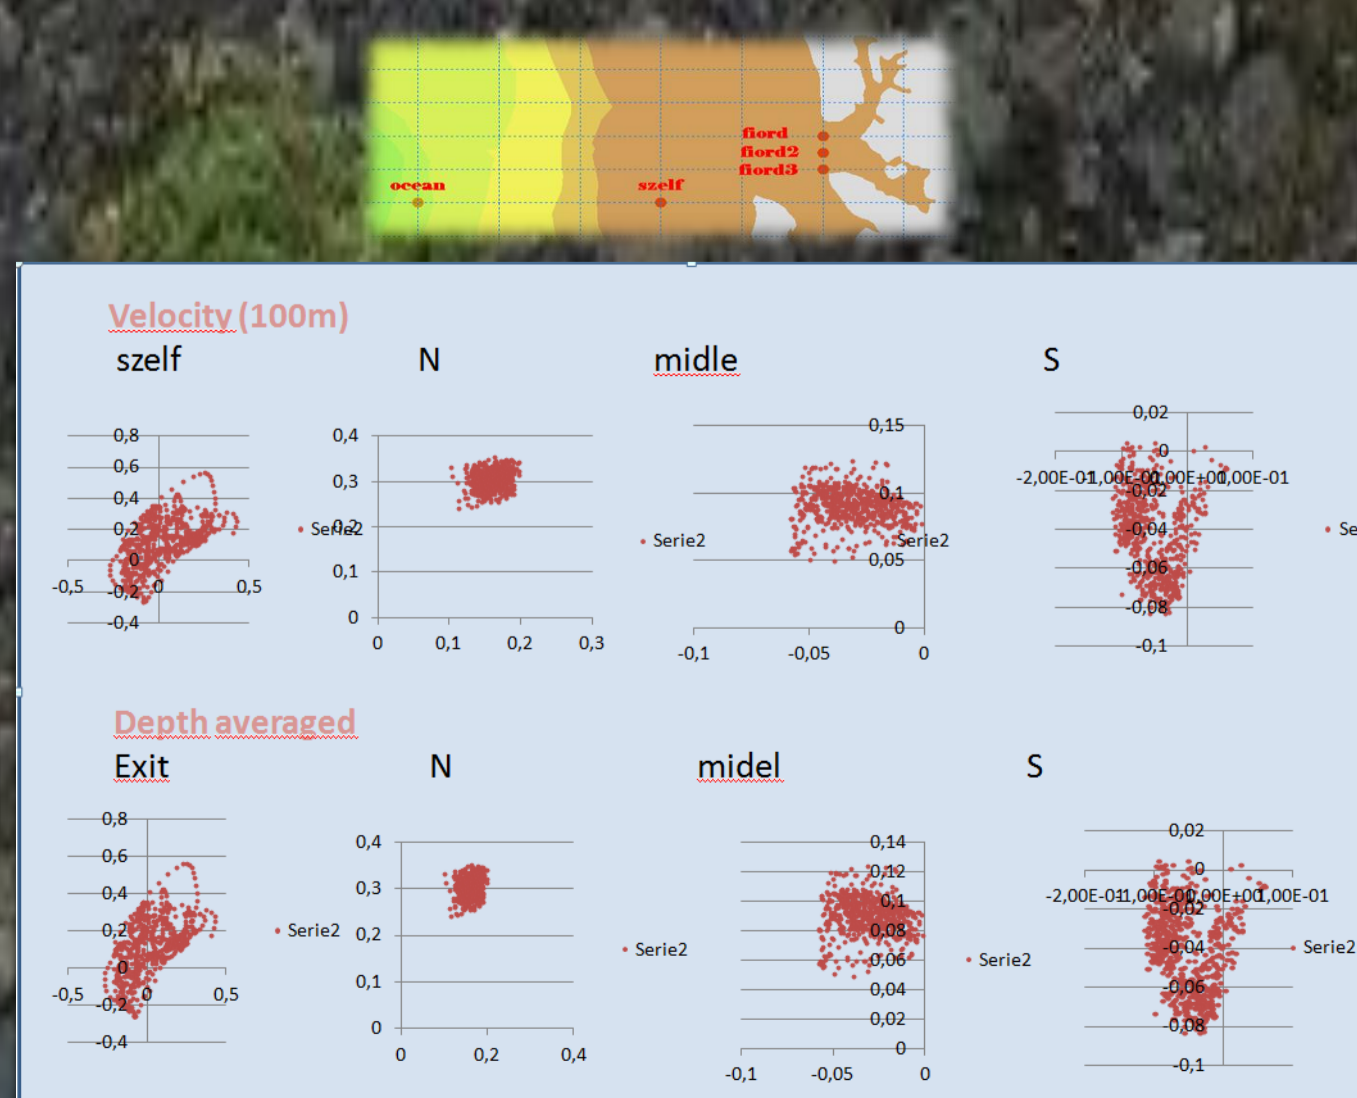 fiord
fiord2
fiord3
ocean
szelf
Velocity (100m)
szelf
N
midle
S
0,8
0,6
0,4
0,2
0
-0,2
-0,4
-0,5
0
0,5
Serie2
0,4
0,3
0,2
0,1
0
0
0,1
0,2
0,3
Serie2
0,15
0,1
0,05
0
-0,1
-0,05
0
Serie2
0,02
0
-0,02
-0,04
-0,06
-0,08
-0,1
-2,00E-01
-1,00E-01
0,00E+00
1,00E-01
Se
Depth averaged
Exit
N
midel
S
0,8
0,6
0,4
0,2
0
-0,2
-0,4
-0,5
0
0,5
Serie2
0,4
0,3
0,2
0,1
0
0
0,2
0,4
Serie2
0,14
0,12
0,1
0,08
0,06
0,04
0,02
0
-0,1
-0,05
0
Serie2
0,02
0
-0,02
-0,04
-0,06
-0,08
-0,1
-2,00E-01
-1,00E-01
0,00E+00
1,00E-01
Serie2